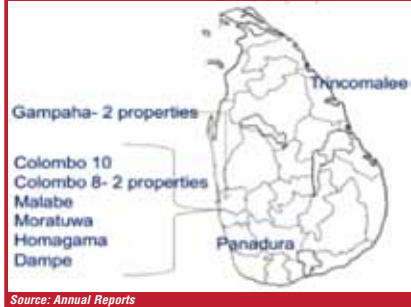 Trincomalee
Gampaha- 2 properties
Colombo 10
Colombo 8- 2 properties
Malabe
Moratuwa
Homagama
Panadura
Dampe
Source: Annual Reports